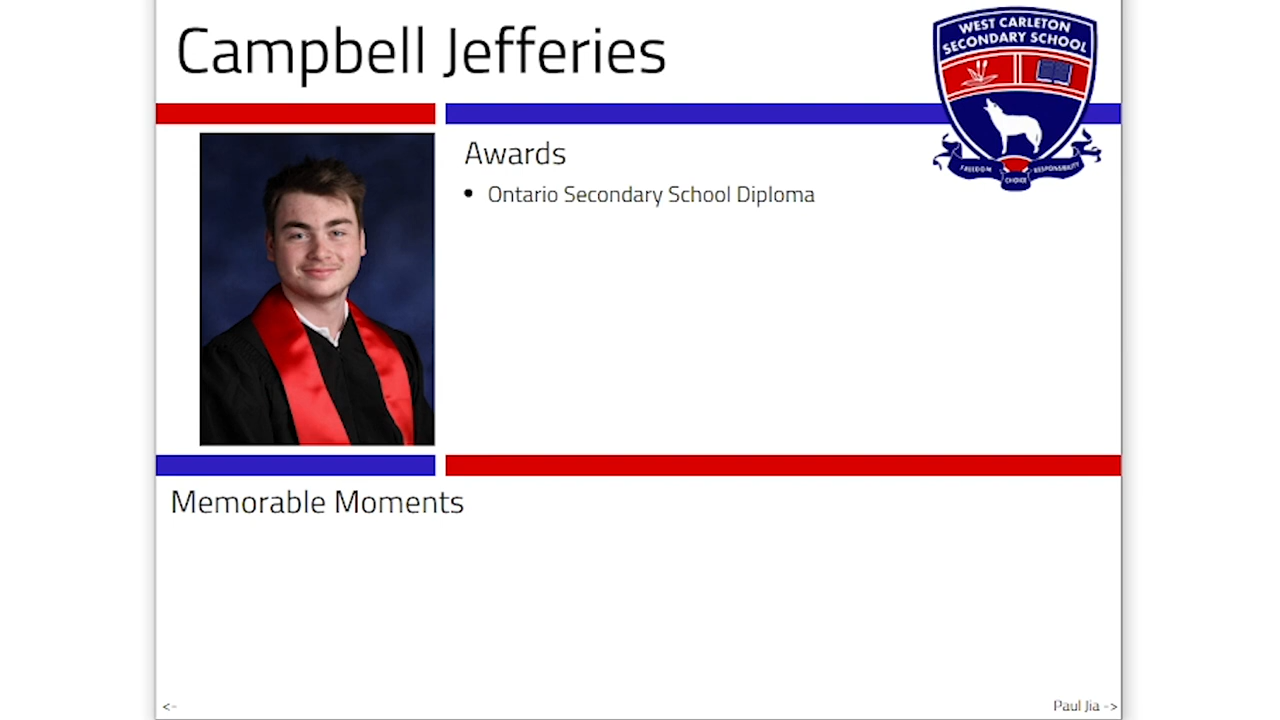 Campbell Jefferies
WEST CARLETON
SECONDARY SCHOOL
FREEDOM
CHOICE
RESPONSIBILITY
Awards
• Ontario Secondary School Diploma
Memorable Moments
<-
Paul Jia ->